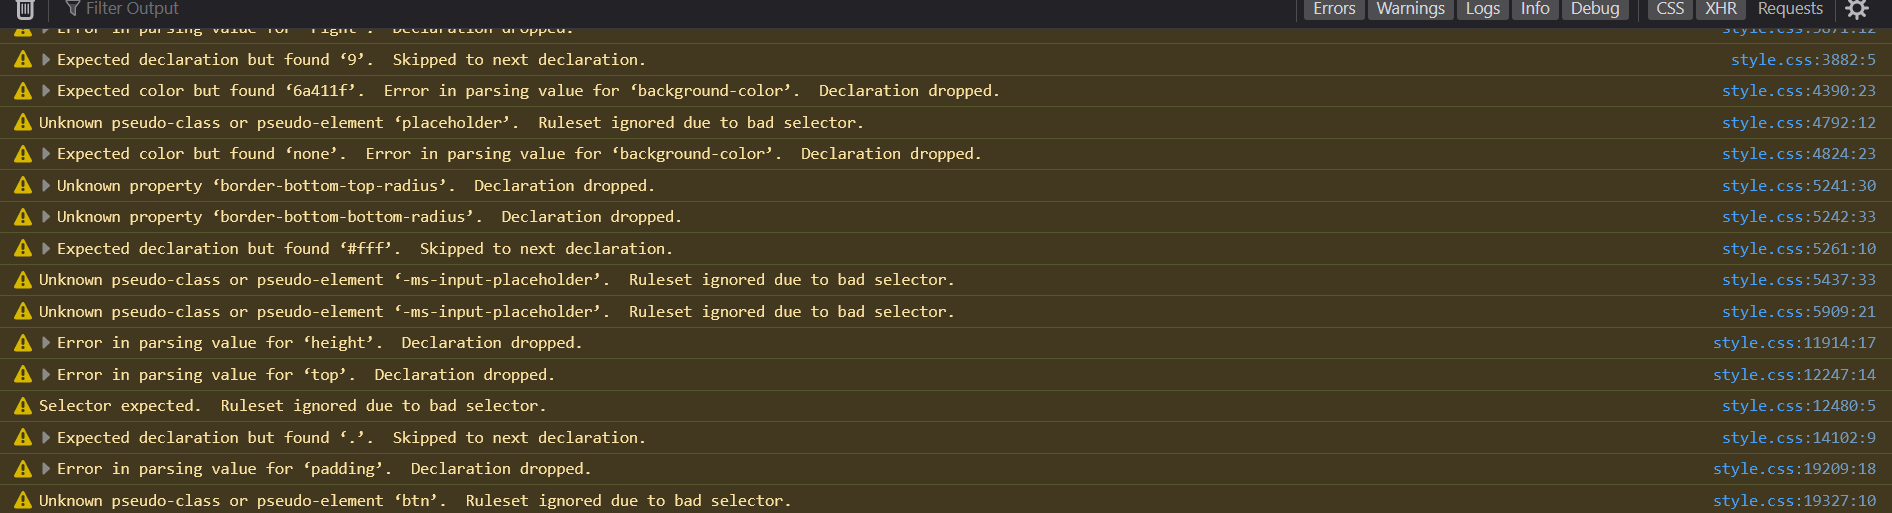 Filter Output Errors Warnings Logs Info Debug CSS XHR Requests
Error in parsing value for ‘right’. Declaration dropped. style.css:3871:12
Expected declaration but found ‘9’. Skipped to next declaration. style.css:3882:5
Expected color but found ‘6a411f’. Error in parsing value for ‘background-color’. Declaration dropped. style.css:4390:23
Unknown pseudo-class or pseudo-element ‘placeholder’. Ruleset ignored due to bad selector. style.css:4792:12
Expected color but found ‘none’. Error in parsing value for ‘background-color’. Declaration dropped. style.css:4824:23
Unknown property ‘border-bottom-top-radius’. Declaration dropped. style.css:5241:30
Unknown property ‘border-bottom-bottom-radius’. Declaration dropped. style.css:5242:33
Expected declaration but found ‘#fff’. Skipped to next declaration. style.css:5261:10
Unknown pseudo-class or pseudo-element ‘-ms-input-placeholder’. Ruleset ignored due to bad selector. style.css:5437:33
Unknown pseudo-class or pseudo-element ‘-ms-input-placeholder’. Ruleset ignored due to bad selector. style.css:5909:21
Error in parsing value for ‘height’. Declaration dropped. style.css:11914:17
Error in parsing value for ‘top’. Declaration dropped. style.css:12247:14
Selector expected. Ruleset ignored due to bad selector. style.css:12480:5
Expected declaration but found ‘.’. Skipped to next declaration. style.css:14102:9
Error in parsing value for ‘padding’. Declaration dropped. style.css:19209:18
Unknown pseudo-class or pseudo-element ‘btn’. Ruleset ignored due to bad selector. style.css:19327:10